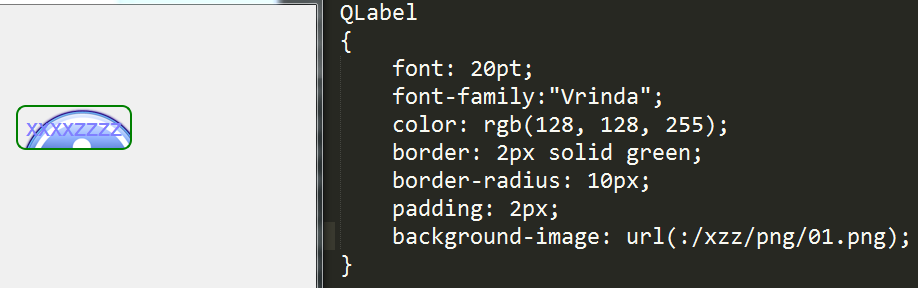 xxxxzzzz
QLabel
{
font: 20pt;
font-family:"Vrinda";
color: rgb(128, 128, 255);
border: 2px solid green;
border-radius: 10px;
padding: 2px;
background-image: url(:/xzz/png/01.png);
}